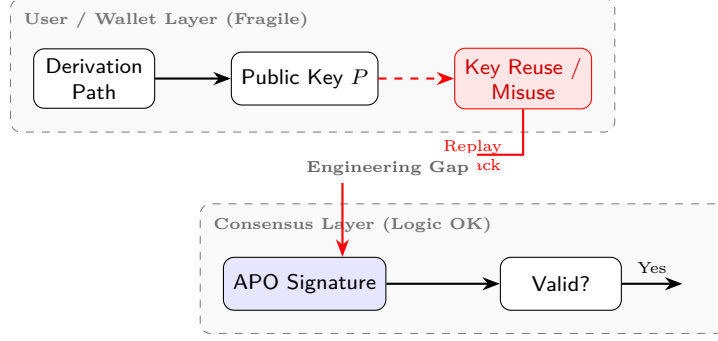 User / Wallet Layer (Fragile)
Derivation
Path
Public Key P
Key Reuse /
Misuse
Replay
Engineering Gap
Consensus Layer (Logic OK)
APO Signature
Valid?
Yes